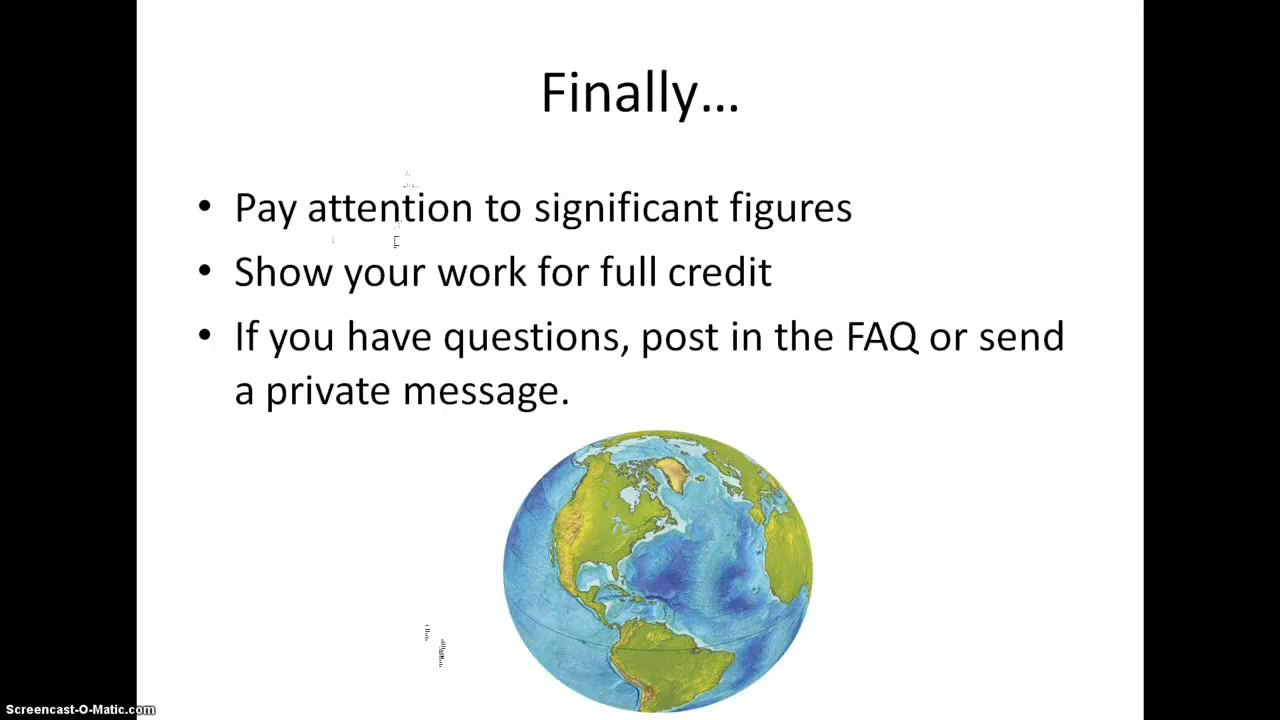 Finally...
• Pay attention to significant figures
• Show your work for full credit
• If you have questions, post in the FAQ or send
a private message.
Screencast-O-Matic.com